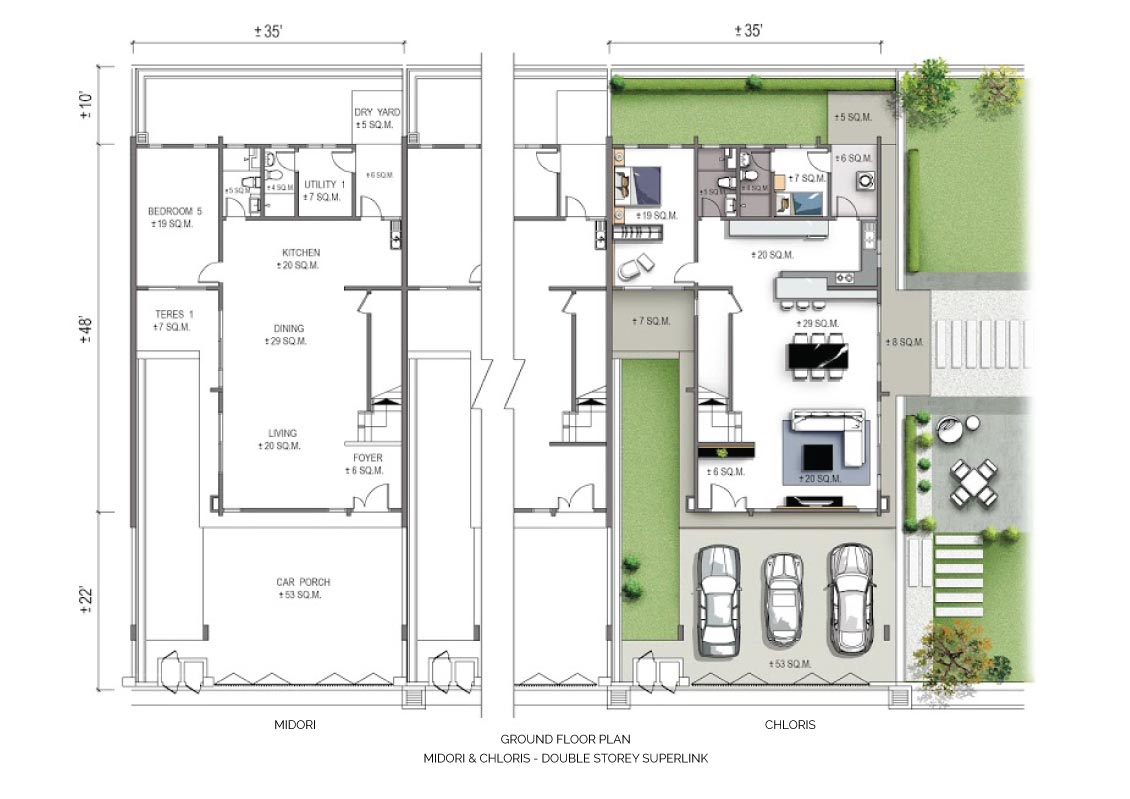 ± 35'
± 35'
± 10'
DRY YARD
± 5 SQ.M.
± 5 SQ.M.
± 5 SQ.M.
± 4 SQ.M.
UTILITY 1
± 7 SQ.M.
± 6 SQ.M.
± 5 SQ.M.
± 4 SQ.M.
± 7 SQ.M.
± 6 SQ.M.
BEDROOM 5
± 19 SQ.M.
± 19 SQ.M.
KITCHEN
± 20 SQ.M.
± 20 SQ.M.
± 48'
TERES 1
± 7 SQ.M.
DINING
± 29 SQ.M.
± 7 SQ.M.
± 29 SQ.M.
± 8 SQ.M.
LIVING
± 20 SQ.M.
FOYER
± 6 SQ.M.
± 6 SQ.M.
± 20 SQ.M.
± 22'
CAR PORCH
± 53 SQ.M.
± 53 SQ.M.
MIDORI
CHLORIS
GROUND FLOOR PLAN
MIDORI & CHLORIS - DOUBLE STOREY SUPERLINK